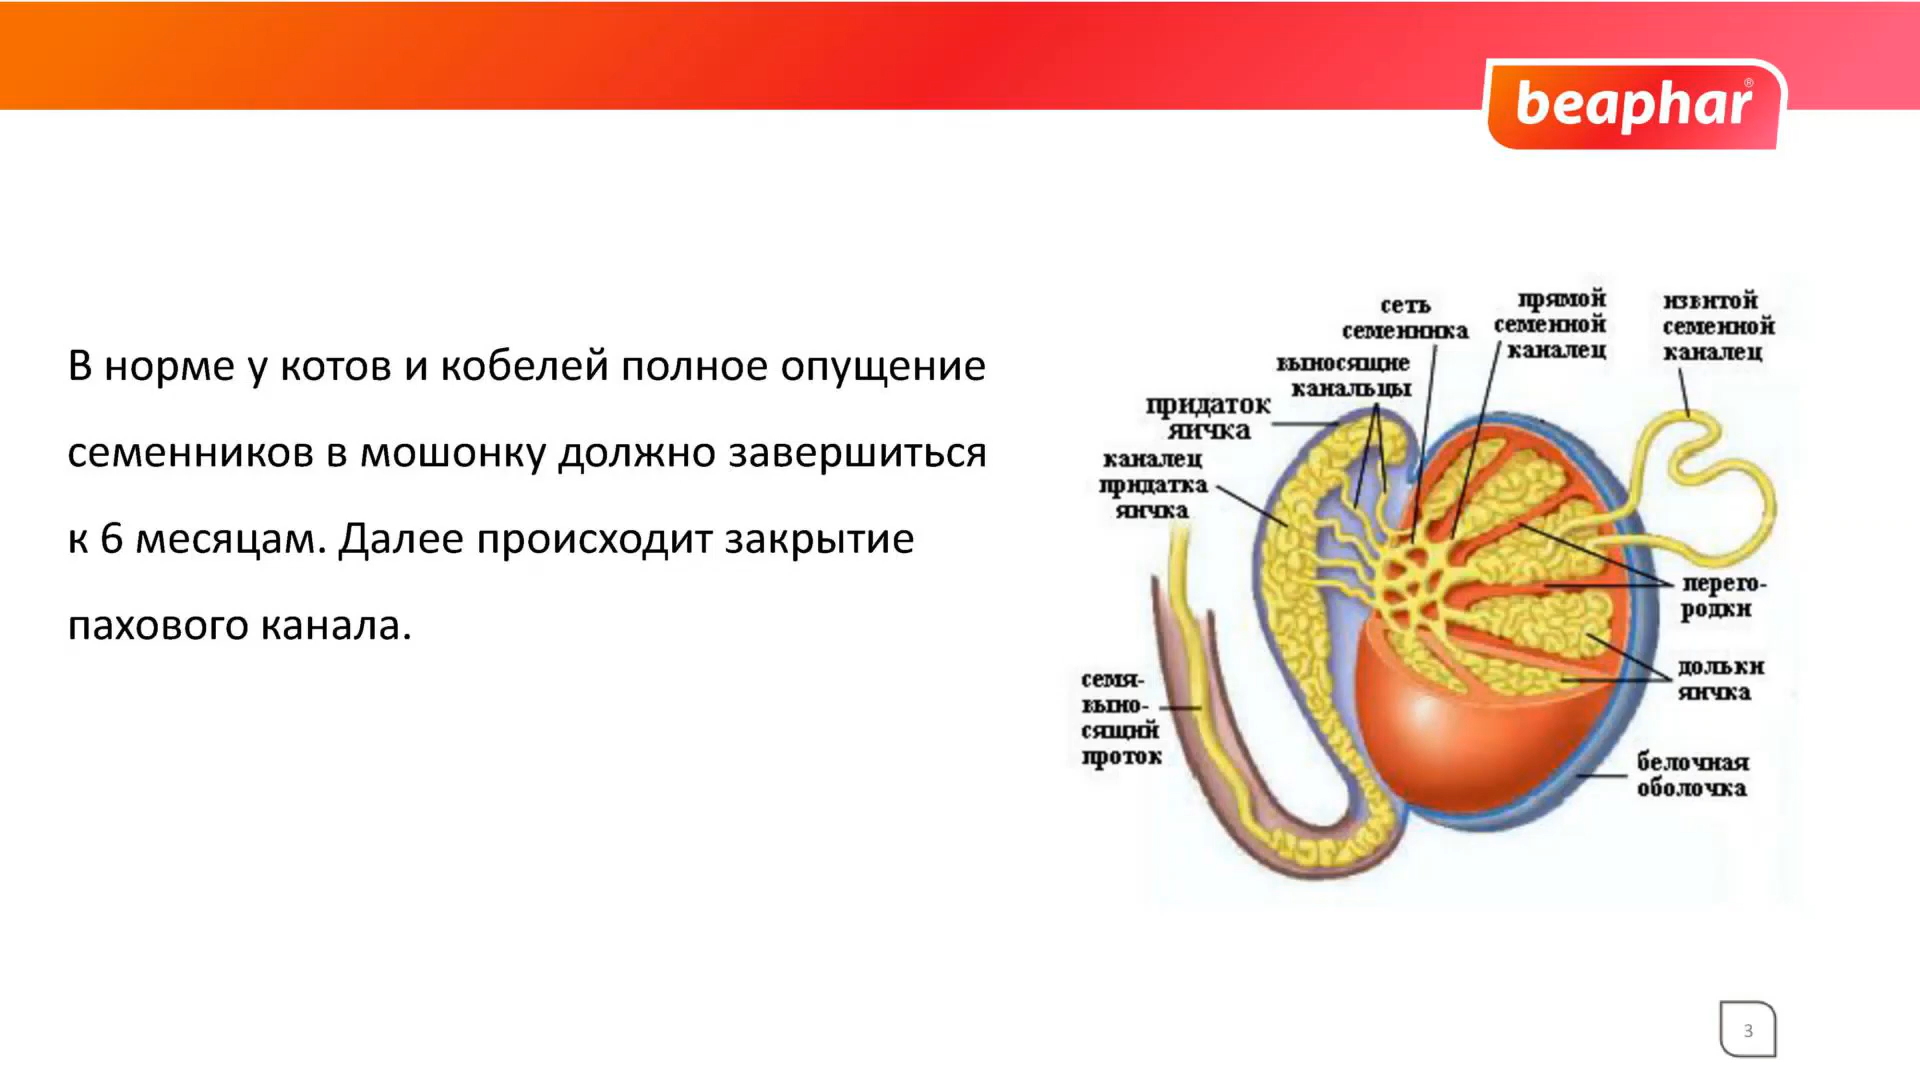 beaphar®
В норме у котов и кобелей полное опущение
семенников в мошонку должно завершиться
к 6 месяцам. Далее происходит закрытие
пахового канала.
сеть
семенника
прямой
семенной
каналец
извитой
семенной
каналец
выносящие
канальцы
придаток
яичка
каналец
придатка
яичка
перего-
родки
дольки
яичка
семя-
выно-
сящий
проток
белочная
оболочка
3